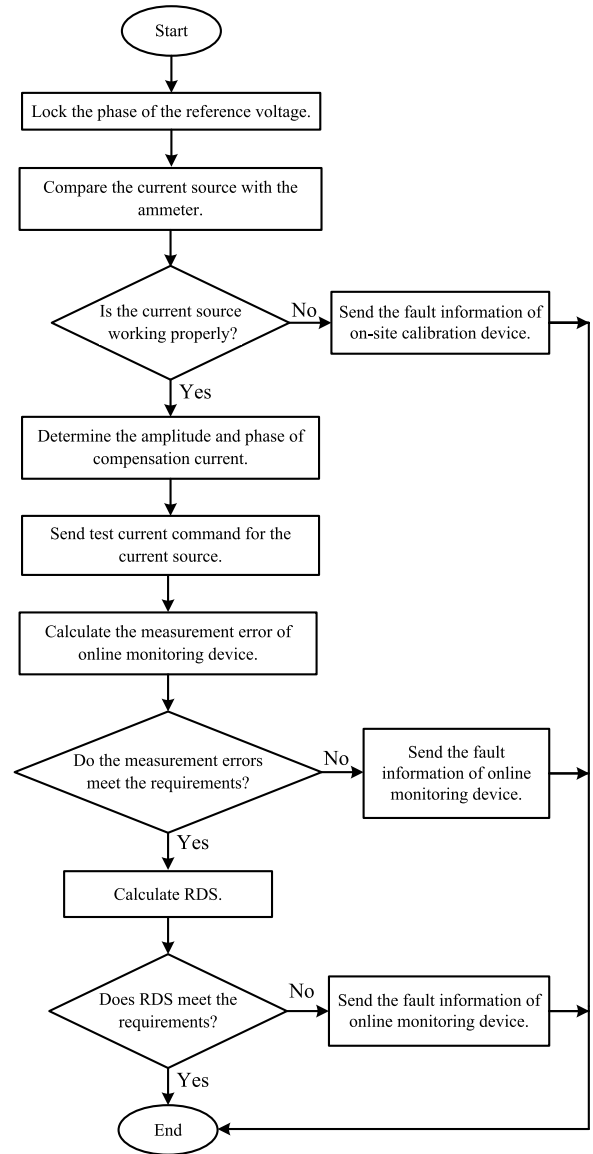 Start
Lock the phase of the reference voltage.
Compare the current source with the
ammeter.
Is the current source
working properly?
No
Send the fault information of
on-site calibration device.
Yes
Determine the amplitude and phase of
compensation current.
Send test current command for the
current source.
Calculate the measurement error of
online monitoring device.
Do the measurement errors
meet the requirements?
No
Send the fault
information of online
monitoring device.
Yes
Calculate RDS.
Does RDS meet the
requirements?
No
Send the fault information of
online monitoring device.
Yes
End